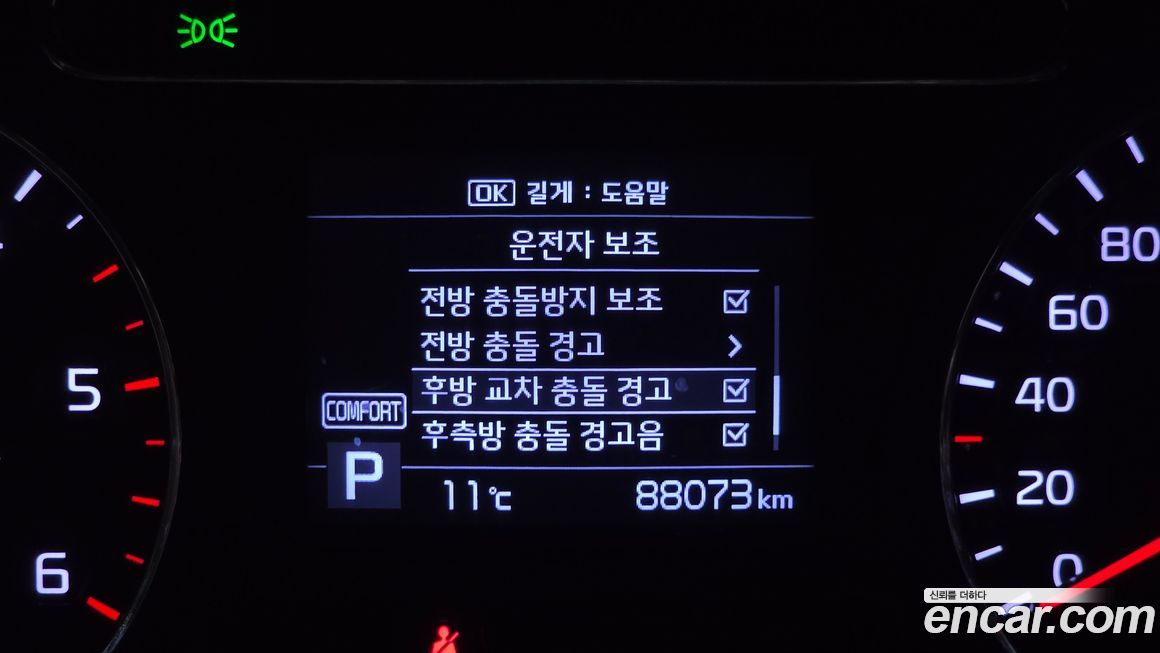 OK 길게 : 도움말
운전자 보조
전방 충돌방지 보조
전방 충돌 경고
후방 교차 충돌 경고
후측방 충돌 경고음
COMFORT
P
11℃ 88073 km
5
6
80
60
40
20
0
신뢰를 더하다
encar.com